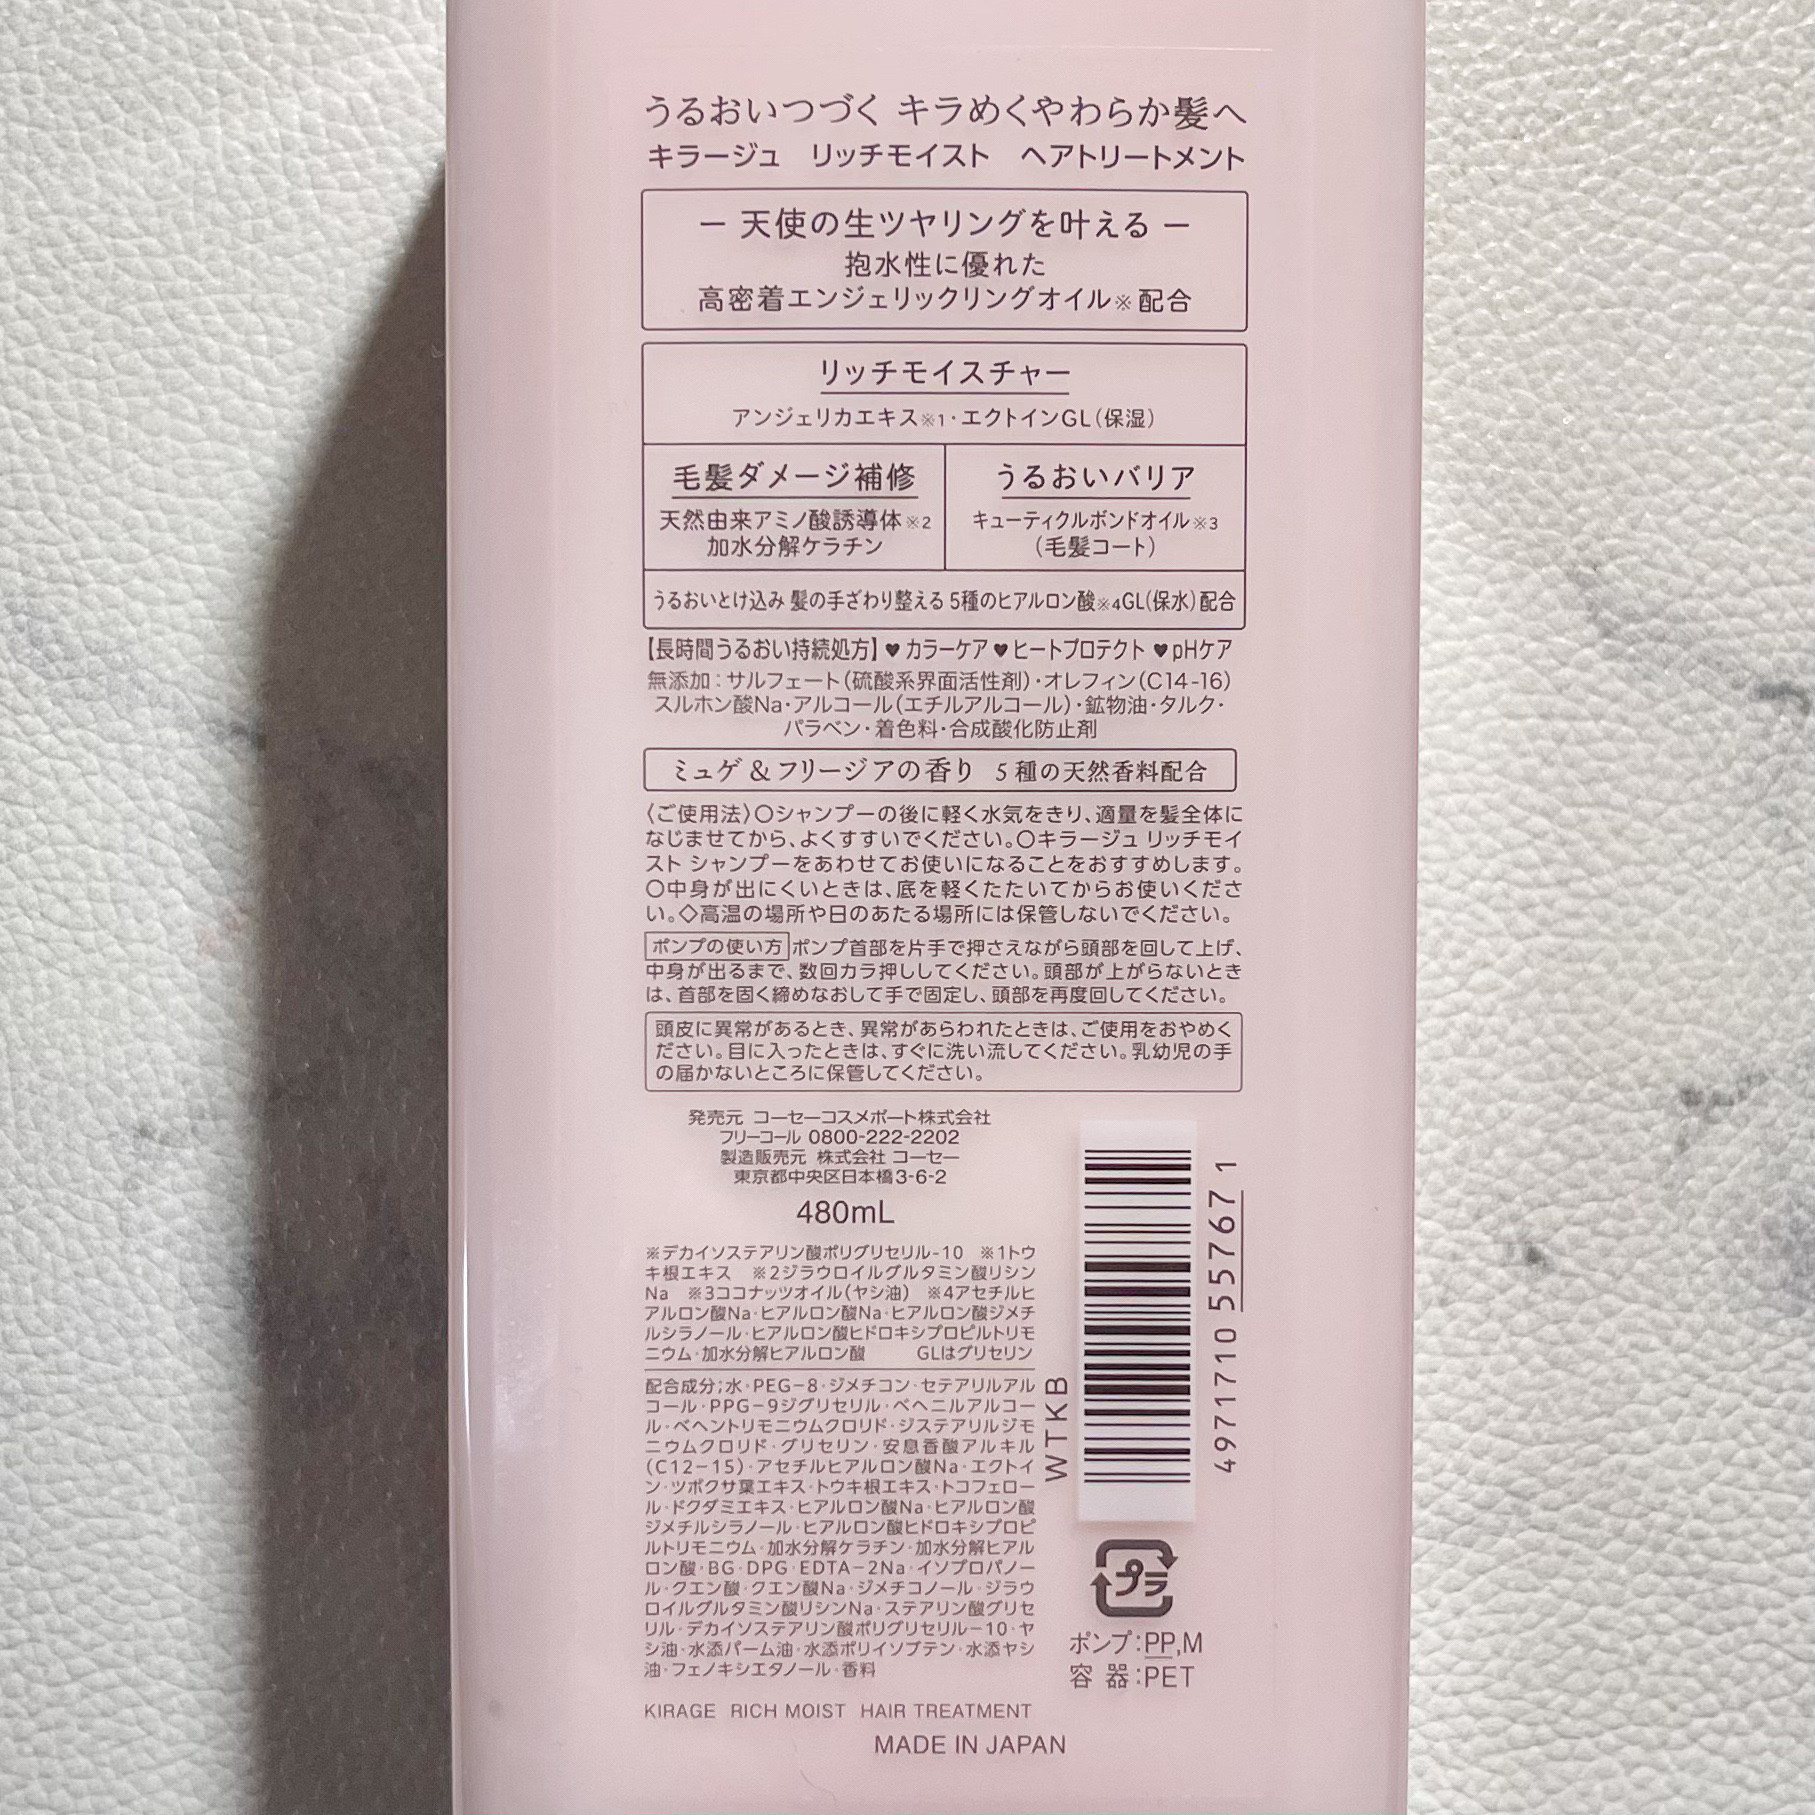 うるおいつづく キラめくやわらか髪へ
キラージュ リッチモイスト ヘアトリートメント
ー 天使の生ツヤリングを叶える ー
抱水性に優れた
高密着エンジェリックリングオイル※配合
リッチモイスチャー
アンジェリカエキス※1・エクトインGL(保湿)
毛髪ダメージ補修
天然由来アミノ酸誘導体※2
加水分解ケラチン
うるおいバリア
キューティクルボンドオイル※3
(毛髪コート)
うるおいとけ込み 髪の手ざわり整える 5種のヒアルロン酸※4GL(保水)配合
【長時間うるおい持続処方】♥カラーケア♥ヒートプロテクト♥pHケア
無添加:サルフェート(硫酸系界面活性剤)・オレフィン(C14-16)
スルホン酸Na・アルコール(エチルアルコール)・鉱物油・タルク・
パラベン・着色料・合成酸化防止剤
ミュゲ&フリージアの香り 5種の天然香料配合
〈ご使用法〉〇シャンプーの後に軽く水気をきり、適量を髪全体に
なじませてから、よくすすいでください。〇キラージュ リッチモイ
スト シャンプーをあわせてお使いになることをおすすめします。
〇中身が出にくいときは、底を軽くたたいてからお使いくださ
い。◇高温の場所や日のあたる場所には保管しないでください。
ポンプの使い方 ポンプ首部を片手で押さえながら頭部を回して上げ、
中身が出るまで、数回カラ押ししてください。頭部が上がらないとき
は、首部を固く締めなおして手で固定し、頭部を再度回してください。
頭皮に異常があるとき、異常があらわれたときは、ご使用をおやめく
ださい。目に入ったときは、すぐに洗い流してください。乳幼児の手
の届かないところに保管してください。
発売元 コーセーコスメポート株式会社
フリーコール 0800-222-2202
製造販売元 株式会社 コーセー
東京都中央区日本橋3-6-2
480mL
※デカイソステアリン酸ポリグリセリル-10 ※1トウ
キ根エキス ※2ジラウロイルグルタミン酸リシン
Na ※3ココナッツオイル(ヤシ油) ※4アセチルヒ
アルロン酸Na・ヒアルロン酸Na・ヒアルロン酸ジメチ
ルシラノール・ヒアルロン酸ヒドロキシプロピルトリモ
ニウム・加水分解ヒアルロン酸 GLはグリセリン
配合成分;水・PEG-8・ジメチコン・セテアリルアル
コール・PPG-9ジグリセリル・ベヘニルアルコー
ル・ベヘントリモニウムクロリド・ジステアリルジモ
ニウムクロリド・グリセリン・安息香酸アルキル
(C12-15)・アセチルヒアルロン酸Na・エクトイ
ン・ツボクサ葉エキス・トウキ根エキス・トコフェロー
ル・ドクダミエキス・ヒアルロン酸Na・ヒアルロン酸
ジメチルシラノール・ヒアルロン酸ヒドロキシプロピ
ルトリモニウム・加水分解ケラチン・加水分解ヒアル
ロン酸・BG・DPG・EDTA-2Na・イソプロパノー
ル・クエン酸・クエン酸Na・ジメチコノール・ジラウ
ロイルグルタミン酸リシンNa・ステアリン酸グリセ
リル・デカイソステアリン酸ポリグリセリル-10・ヤ
シ油・水添パーム油・水添ポリイソブテン・水添ヤシ
油・フェノキシエタノール・香料
KIRAGE RICH MOIST HAIR TREATMENT
MADE IN JAPAN
WTKB
4971710 557671
プラ
ポンプ:PP,M
容 器:PET